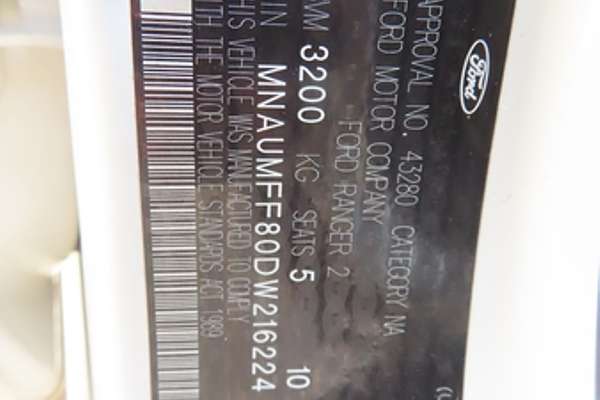 Ford
APPROVAL NO. 43280 CATEGORY NA
FORD MOTOR COMPANY
FORD RANGER 2
3200 KG SEATS 5 10
MNAUMFF80DW216224
THIS VEHICLE WAS MANUFACTURED TO COMPLY
WITH THE MOTOR VEHICLE STANDARDS ACT 1989